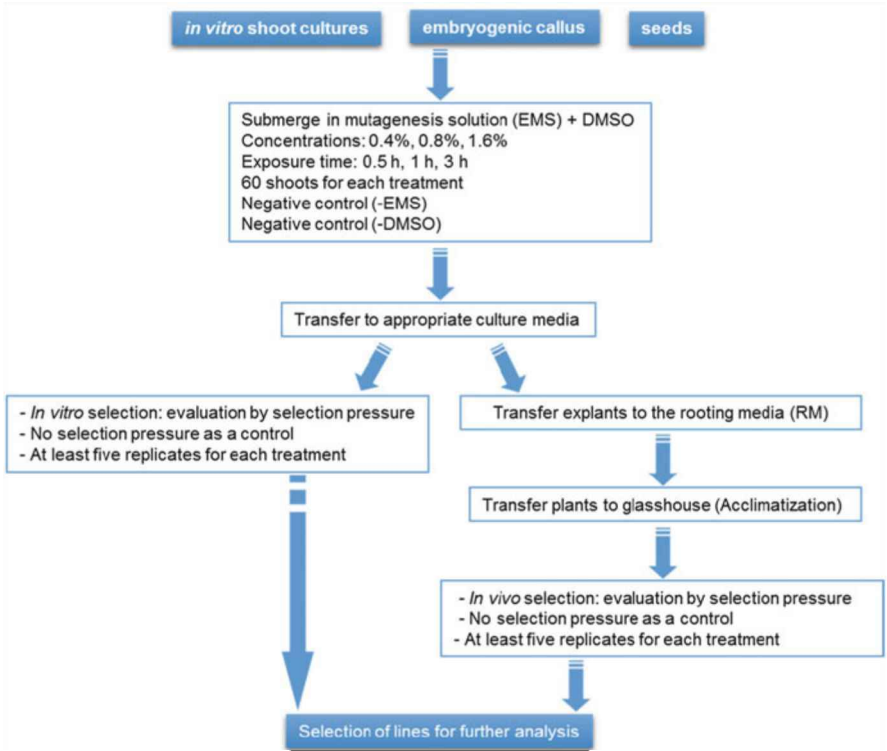 in vitro shoot cultures
embryogenic callus
seeds
Submerge in mutagenesis solution (EMS) + DMSO
Concentrations: 0.4%, 0.8%, 1.6%
Exposure time: 0.5 h, 1 h, 3 h
60 shoots for each treatment
Negative control (-EMS)
Negative control (-DMSO)
Transfer to appropriate culture media
- In vitro selection: evaluation by selection pressure
- No selection pressure as a control
- At least five replicates for each treatment
Transfer explants to the rooting media (RM)
Transfer plants to glasshouse (Acclimatization)
- In vivo selection: evaluation by selection pressure
- No selection pressure as a control
- At least five replicates for each treatment
Selection of lines for further analysis